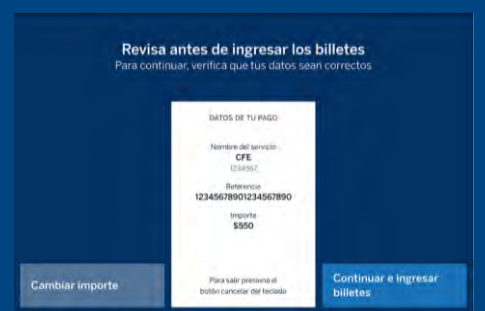 Revisa antes de ingresar los billetes
Para continuar, verifica que tus datos sean correctos
DATOS DE TU PAGO
Nombre del servicio
CFE
1234567
Referencia
12345678901234567890
Importe
$550
Para salir presiona el
botón cancelar del teclado
Cambiar importe
Continuar e ingresar
billetes